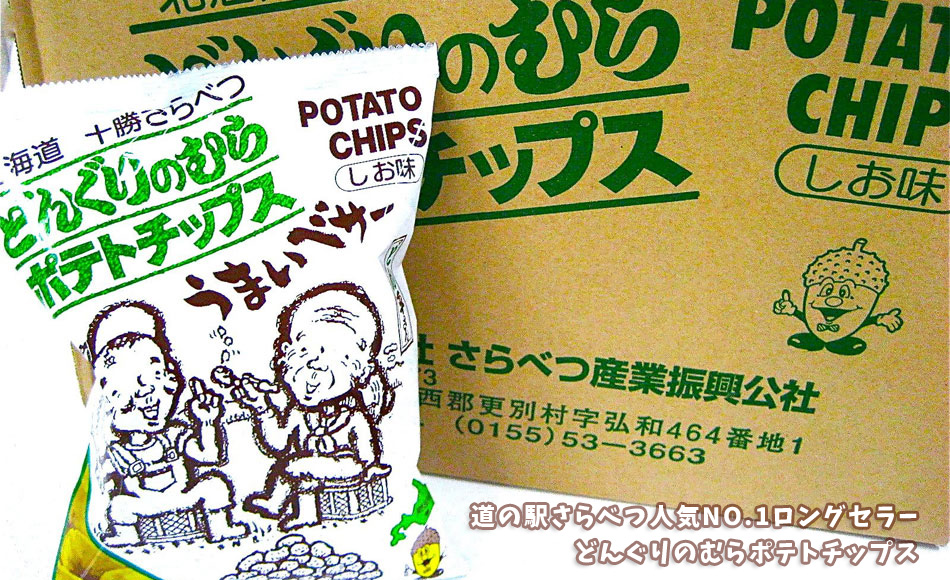 海道 十勝さらべつ
どんぐりのむら
ポテトチップス
POTATO
CHIPS
しお味
うまいべサー
どんぐりのむら
チップス
POTAT
CHIP
しお味
社 さらべつ産業振興公社
73
西郡更別村字弘和464番地1
(0155)53―3663
道の駅さらべつ人気NO.1ロングセラー
どんぐりのむらポテトチップス